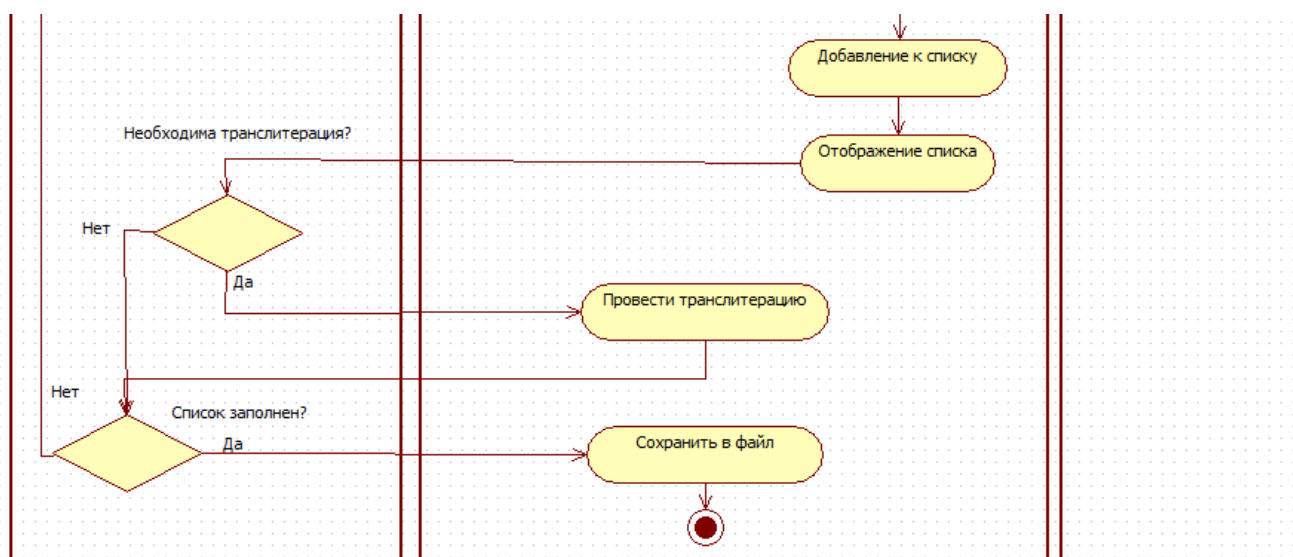 Добавление к списку
Необходима транслитерация?
Отображение списка
Нет
Да
Провести транслитерацию
Нет
Список заполнен?
Да
Сохранить в файл